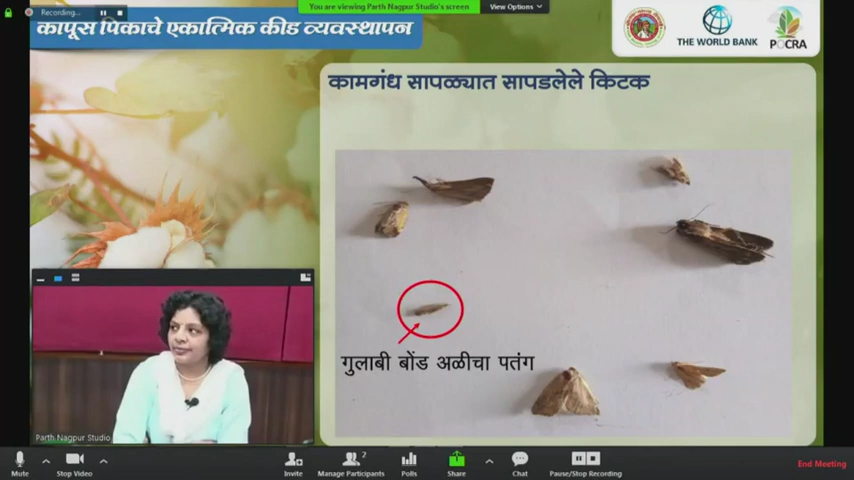 Recording...
You are viewing Parth Nagpur Studio's screen
View Options
कापूस पिकाचे एकात्मिक कीड व्यवस्थापन
THE WORLD BANK
PoCRA
कामगंध सापळ्यात सापडलेले किटक
गुलाबी बोंड अळीचा पतंग
Parth Nagpur Studio
Mute
Stop Video
Invite
2
Manage Participants
Polls
Share
Chat
Pause/Stop Recording
End Meeting